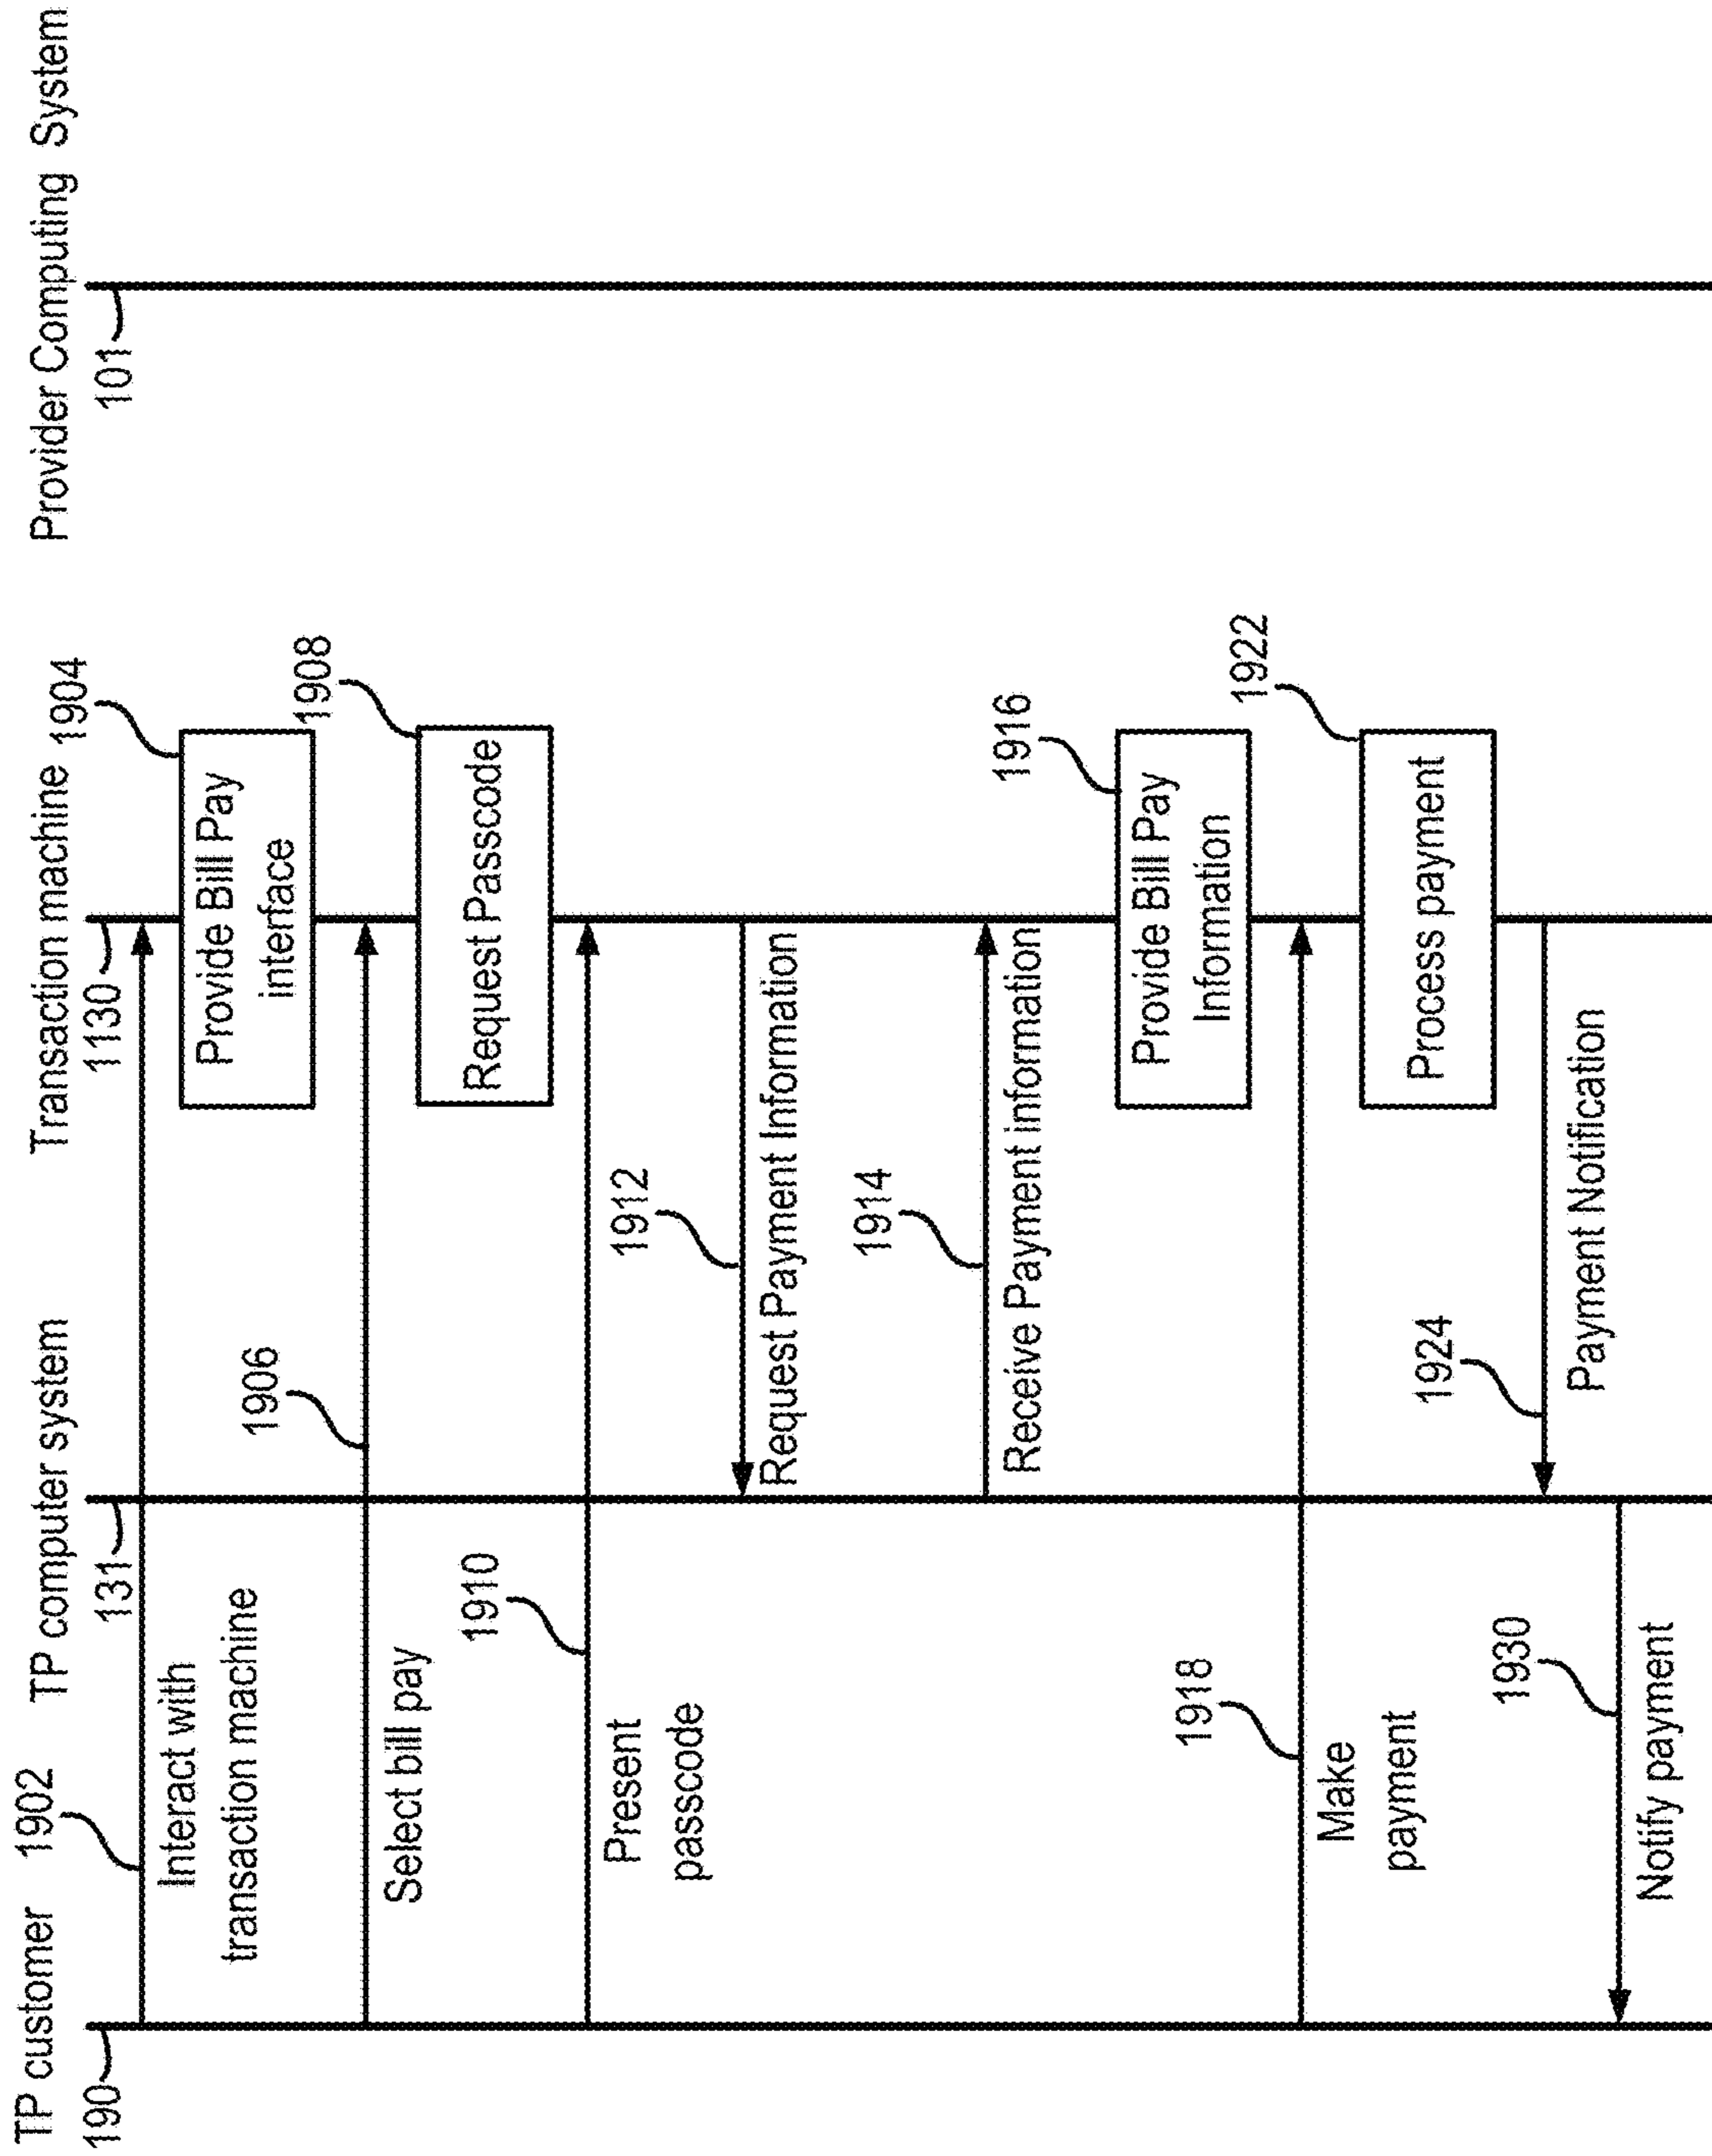 TP customer
1902
TP computer system
Transaction machine
1904
Provider Computing System
190
131
1130
101
Interact with
transaction machine
Provide Bill Pay
interface
1906
1908
Select bill pay
Request Passcode
1910
Present
passcode
1912
Request Payment Information
1914
Receive Payment information
1916
Provide Bill Pay
Information
1918
Make
payment
1922
Process payment
1924
Payment Notification
1930
Notify payment